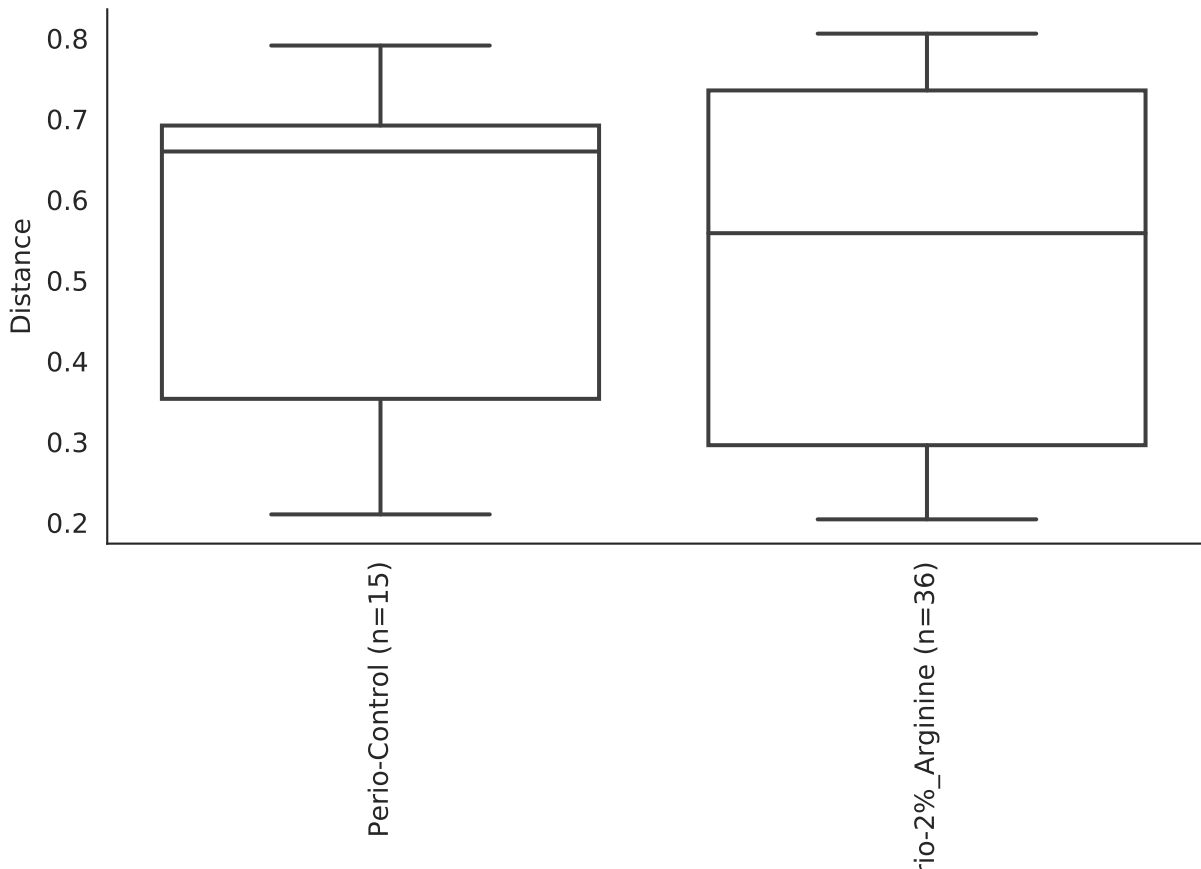 0.8
0.7
0.6
0.5
0.4
0.3
0.2
Distance
Perio-Control (n=15)
rio-2%_Arginine (n=36)